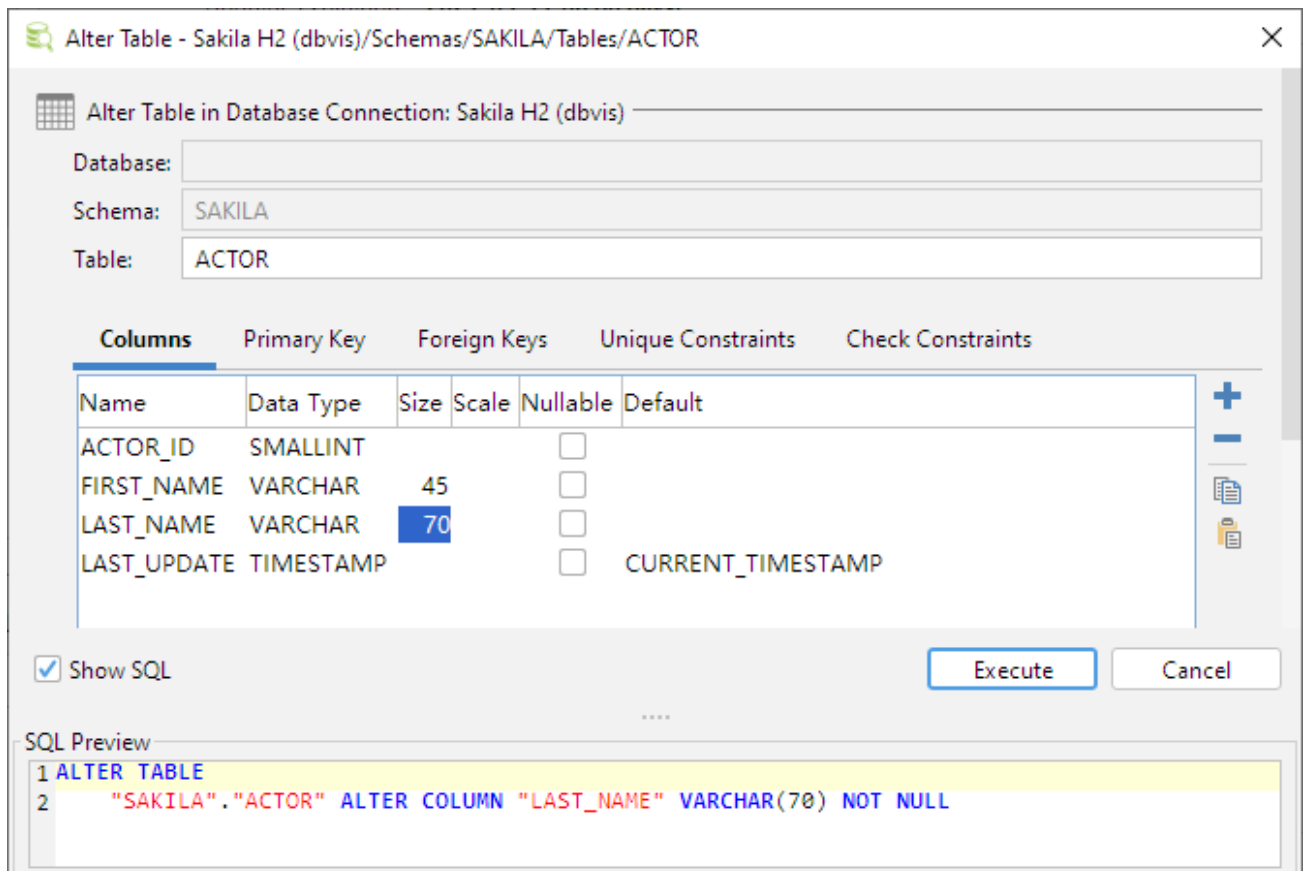 Alter Table - Sakila H2 (dbvis)/Schemas/SAKILA/Tables/ACTOR
Alter Table in Database Connection: Sakila H2 (dbvis)
Database:
Schema: SAKILA
Table: ACTOR
Columns Primary Key Foreign Keys Unique Constraints Check Constraints
Name Data Type Size Scale Nullable Default
ACTOR_ID SMALLINT
FIRST_NAME VARCHAR 45
LAST_NAME VARCHAR 70
LAST_UPDATE TIMESTAMP CURRENT_TIMESTAMP
Show SQL Execute Cancel
SQL Preview
1 ALTER TABLE
2 "SAKILA"."ACTOR" ALTER COLUMN "LAST_NAME" VARCHAR(70) NOT NULL